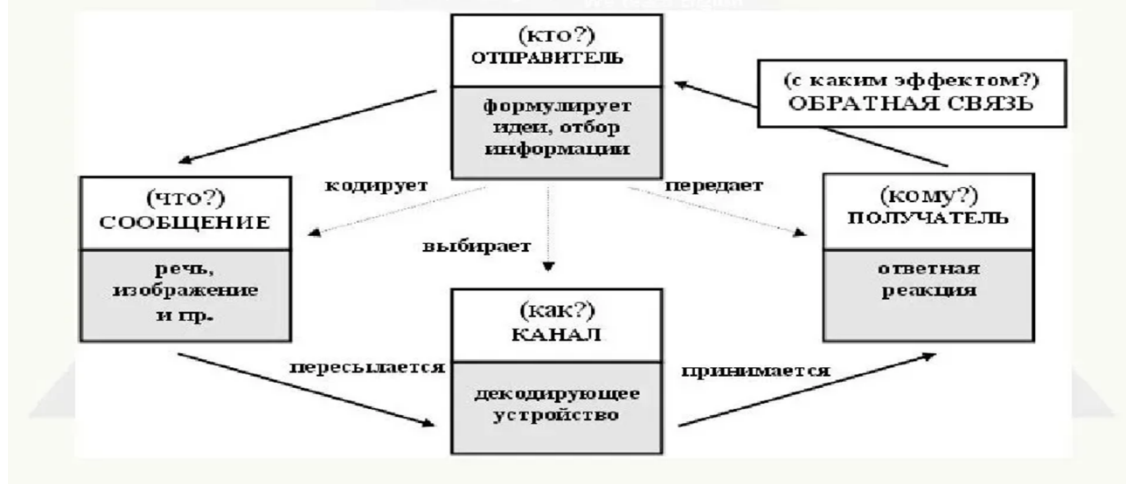 (кто?)
ОТПРАВИТЕЛЬ
формулирует
идеи, отбор
информации
(с каким эффектом?)
ОБРАТНАЯ СВЯЗЬ
кодирует
передает
выбирает
(что?)
СООБЩЕНИЕ
речь,
изображение
и пр.
(кому?)
ПОЛУЧАТЕЛЬ
ответная
реакция
(как?)
КАНАЛ
декодирующее
устройство
пересылается
принимается